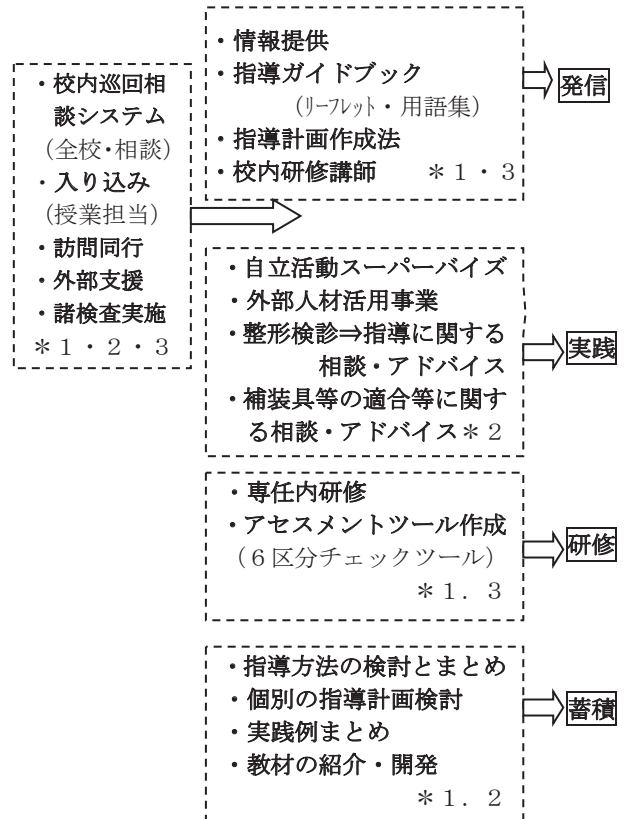 ・校内巡回相
談システム
（全校・相談）
・入り込み
（授業担当）
・訪問同行
・外部支援
・諸検査実施
＊１・２・３
・情報提供
・指導ガイドブック
（ﾘｰﾌﾚｯﾄ・用語集）
・指導計画作成法
・校内研修講師　＊１・３
発信
・自立活動スーパーバイズ
・外部人材活用事業
・整形検診⇒指導に関する
相談・アドバイス
・補装具等の適合等に関す
る相談・アドバイス＊２
実践
・専任内研修
・アセスメントツール作成
（６区分チェックツール）
＊１．３
研修
・指導方法の検討とまとめ
・個別の指導計画検討
・実践例まとめ
・教材の紹介・開発
＊１．２
蓄積